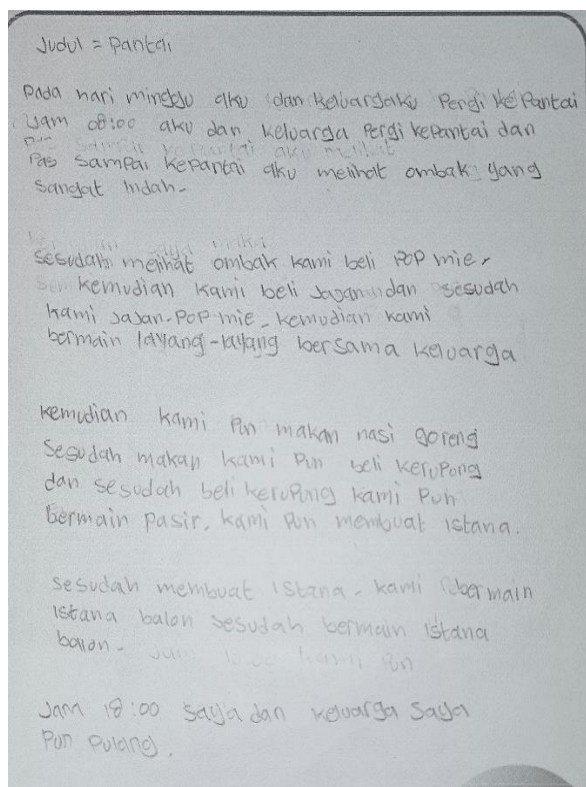 Judul = Pantai
Pada hari minggu aku dan keluargaku Pergi ke Pantai
Jam 08:00 aku dan keluarga Pergi kepantai dan
Pas Sampai kepantai aku melihat ombak yang
Sangat Indah-
Sesudah melihat ombak kami beli POP mie,
kemudian kami beli Jajan dan sesudah
kami Jajan-POP mie- kemudian kami
bermain layang-layang bersama keluarga
kemudian kami Pun makan nasi goreng
Sesudah makan kami Pun beli kerupong
dan sesudah beli kerupong kami Pun
bermain Pasir, kami Pun membuat istana.
Sesudah membuat Istana- kami bermain
Istana balon sesudah bermain Istana
balon-
Jam 18:00 saya dan keluarga saya
Pun Pulang.